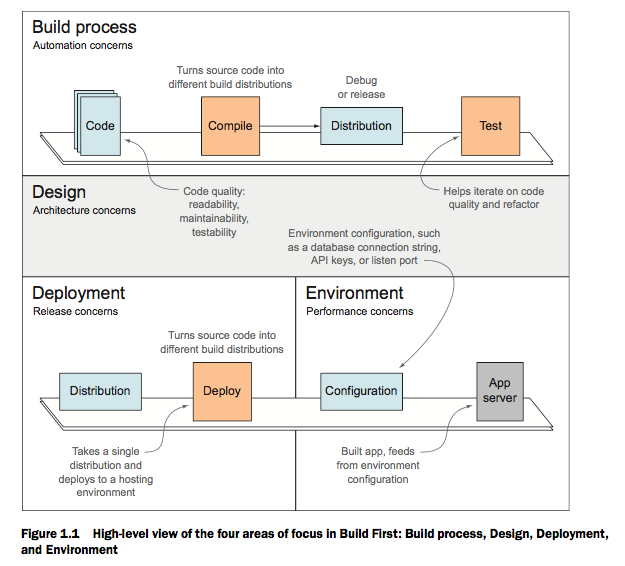 Build process
Automation concerns
Turns source code into
different build distributions
Debug
or release
Code
Compile
Distribution
Test
Design
Architecture concerns
Code quality:
readability,
maintainability,
testability
Helps iterate on code
quality and refactor
Environment configuration, such
as a database connection string,
API keys, or listen port
Deployment
Release concerns
Turns source code into
different build distributions
Distribution
Deploy
Takes a single
distribution and
deploys to a hosting
environment
Environment
Performance concerns
Configuration
App
server
Built app, feeds
from environment
configuration
Figure 1.1 High-level view of the four areas of focus in Build First: Build process, Design, Deployment,
and Environment